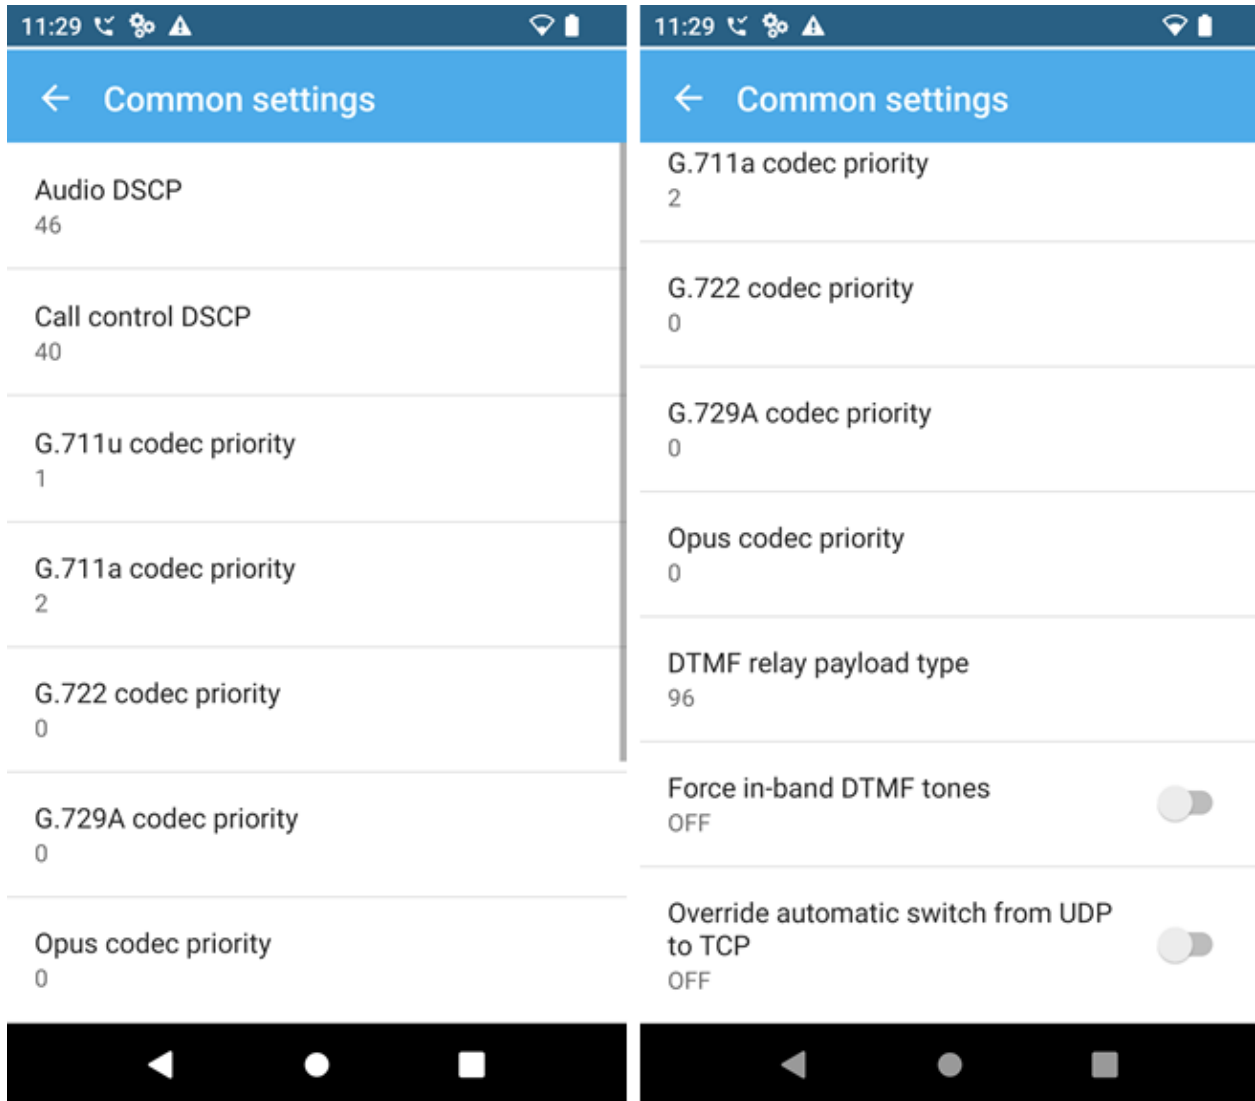 11:29
Common settings
Audio DSCP
46
Call control DSCP
40
G.711u codec priority
1
G.711a codec priority
2
G.722 codec priority
0
G.729A codec priority
0
Opus codec priority
0
11:29
Common settings
G.711a codec priority
2
G.722 codec priority
0
G.729A codec priority
0
Opus codec priority
0
DTMF relay payload type
96
Force in-band DTMF tones
OFF
Override automatic switch from UDP
to TCP
OFF